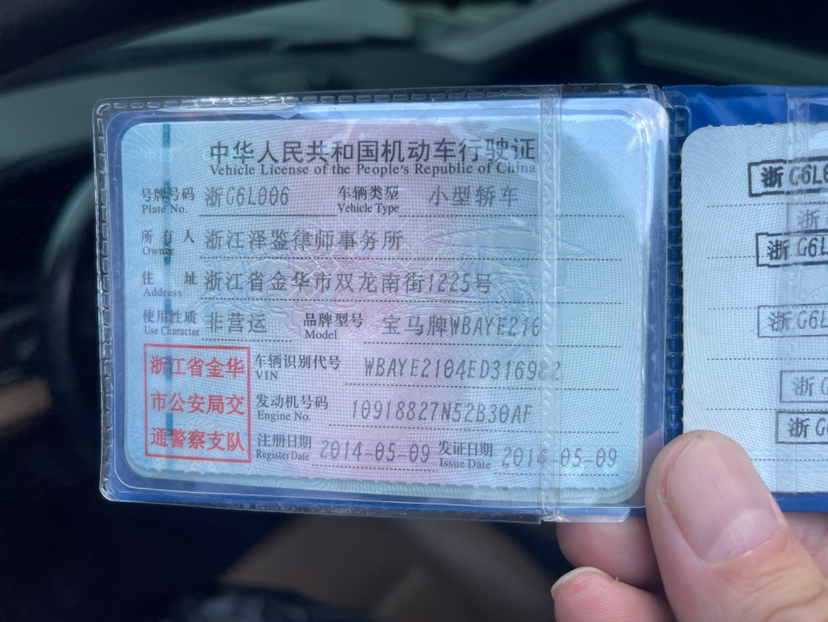 中华人民共和国机动车行驶证
Vehicle License of the People's Republic of China
号牌号码 浙G6L006 车辆类型 小型轿车
Plate No. Vehicle Type
所有人 浙江泽鉴律师事务所
Owner
住址 浙江省金华市双龙南街1225号
Address
使用性质 非营运 品牌型号 宝马牌WBAYE216
Use Character Model
浙江省金华
市公安局交
通警察支队
车辆识别代号 WBAYE2104ED316982
VIN
发动机号码 10918827N52B30AF
Engine No.
注册日期 2014-05-09 发证日期 2014-05-09
Register Date Issue Date
浙G6L0
浙
浙G6L
浙G6L
浙G
浙G